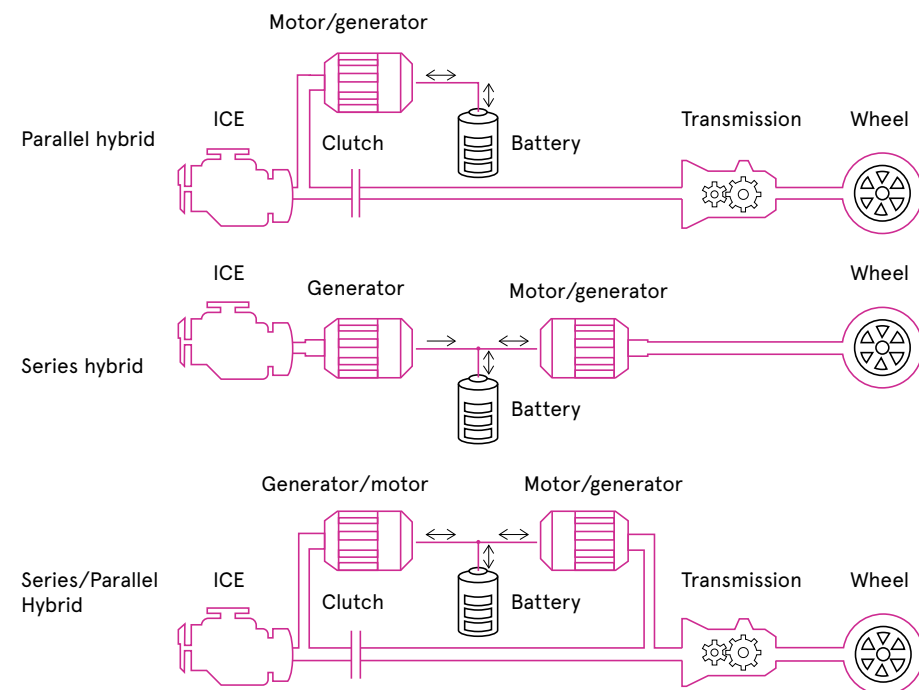 Motor/generator
ICE
Transmission
Wheel
Parallel hybrid
Clutch
Battery
ICE
Wheel
Generator
Motor/generator
Series hybrid
Battery
Generator/motor
Motor/generator
Series/Parallel
Hybrid
ICE
Transmission
Wheel
Clutch
Battery